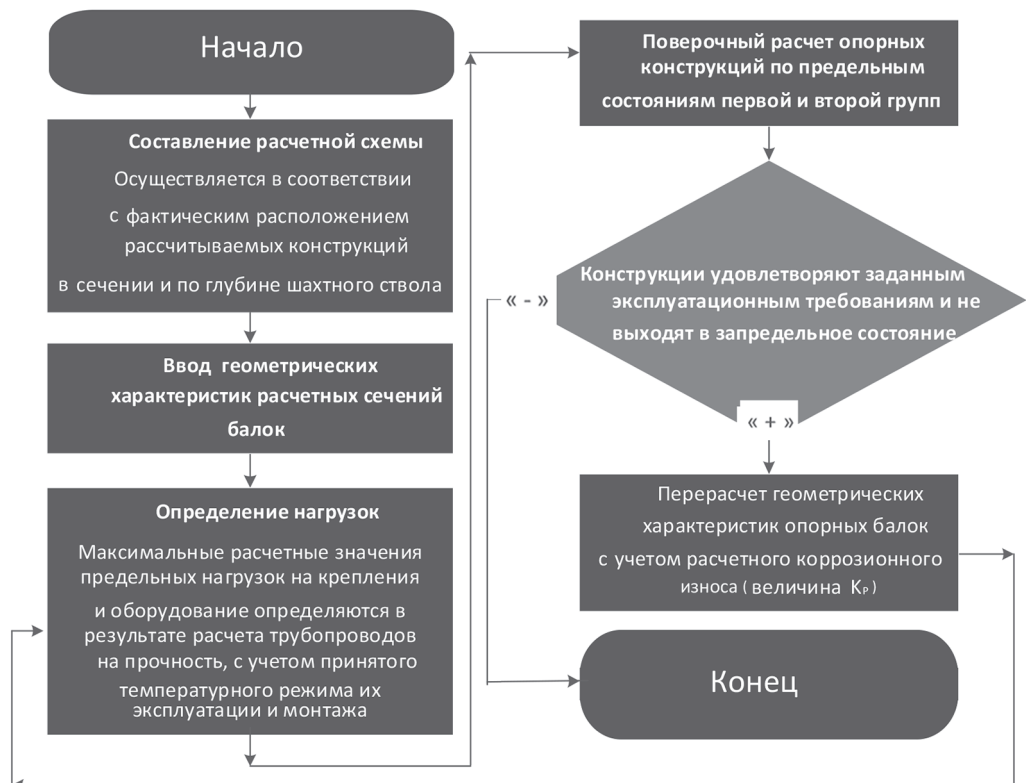 Начало
Составление расчетной схемы
Осуществляется в соответствии
с фактическим расположением
рассчитываемых конструкций
в сечении и по глубине шахтного ствола
Ввод геометрических
характеристик расчетных сечений
балок
Определение нагрузок
Максимальные расчетные значения
предельных нагрузок на крепления
и оборудование определяются в
результате расчета трубопроводов
на прочность, с учетом принятого
температурного режима их
эксплуатации и монтажа
Поверочный расчет опорных
конструкций по предельным
состояниям первой и второй групп
Конструкции удовлетворяют заданным
эксплуатационным требованиям и не
выходят в запредельное состояние
« - »
« + »
Перерасчет геометрических
характеристик опорных балок
с учетом расчетного коррозионного
износа ( величина Kр )
Конец